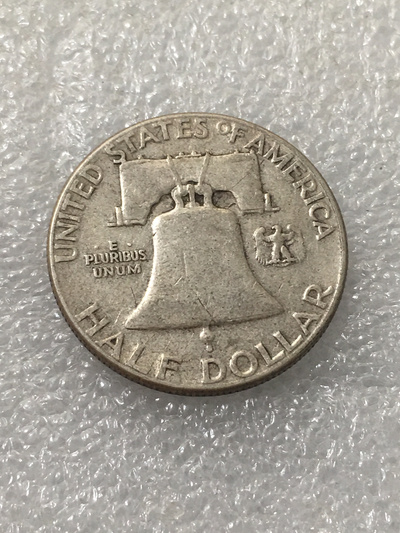 UNITED STATES OF AMERICA
E
PLURIBUS
UNUM
HALF DOLLAR